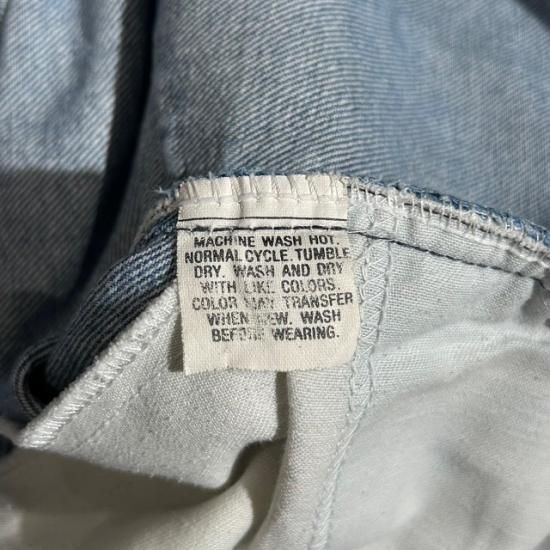 MACHINE WASH HOT.
NORMAL CYCLE. TUMBLE
DRY. WASH AND DRY
WITH LIKE COLORS.
COLOR MAY TRANSFER
WHEN NEW. WASH
BEFORE WEARING.